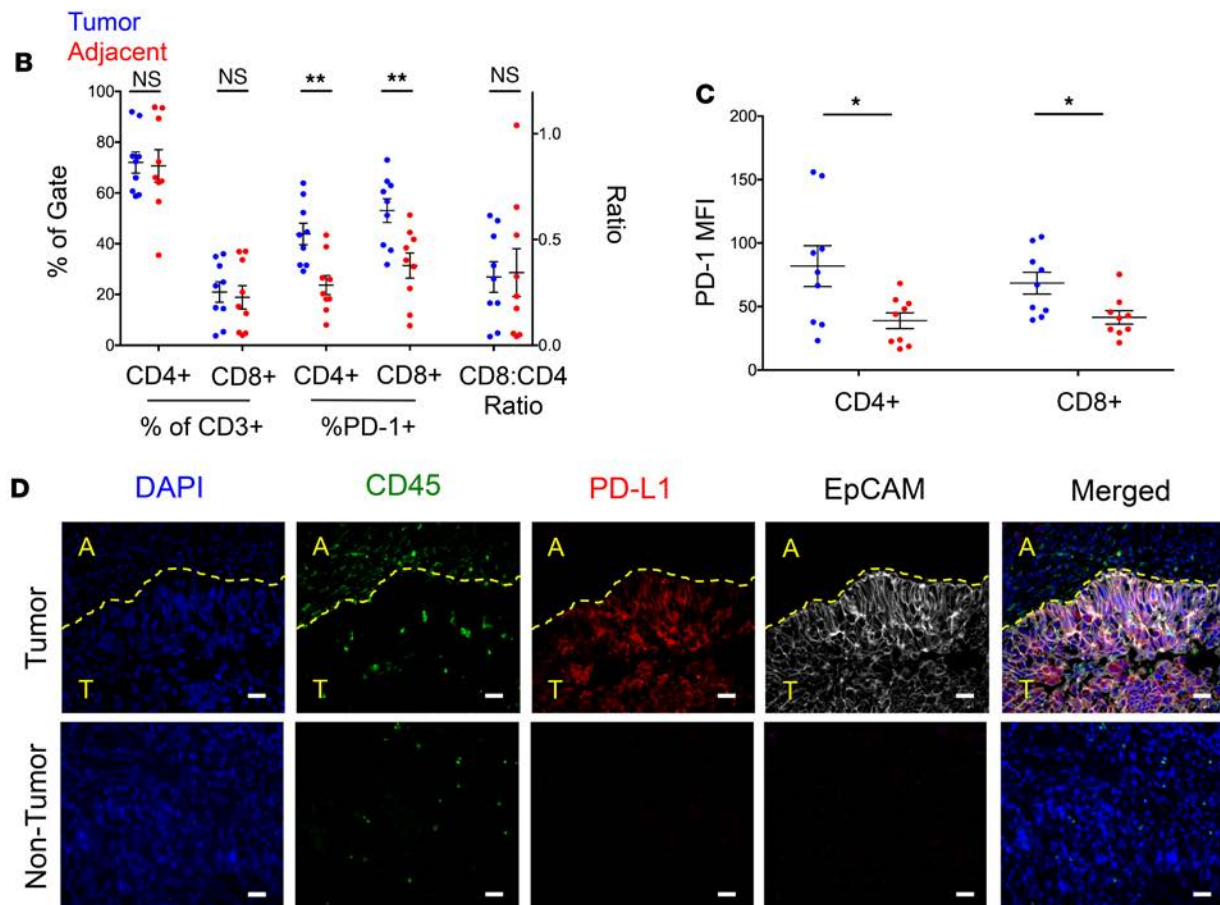 B
Tumor
Adjacent
NS NS ** ** NS
100
80
60
40
20
0
% of Gate
1.0
0.5
0.0
Ratio
CD4+ CD8+ CD4+ CD8+ CD8:CD4
Ratio
% of CD3+ %PD-1+
C
* *
200
150
100
50
0
PD-1 MFI
CD4+ CD8+
D
DAPI CD45 PD-L1 EpCAM Merged
Tumor
A A A A A
T T T T T
Non-Tumor